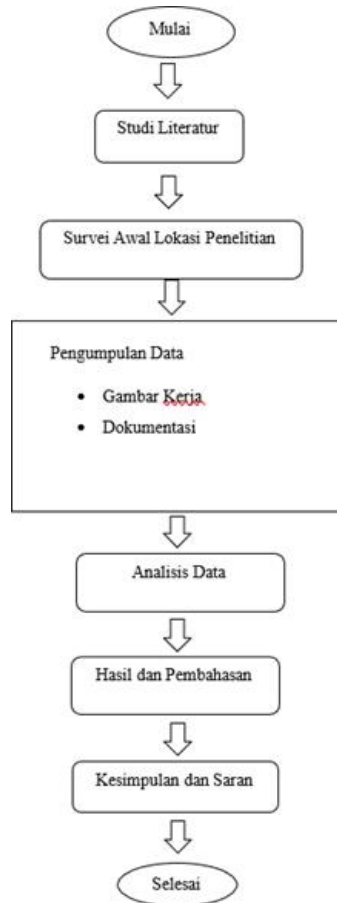 Mulai
Studi Literatur
Survei Awal Lokasi Penelitian
Pengumpulan Data
• Gambar Kerja
• Dokumentasi
Analisis Data
Hasil dan Pembahasan
Kesimpulan dan Saran
Selesai